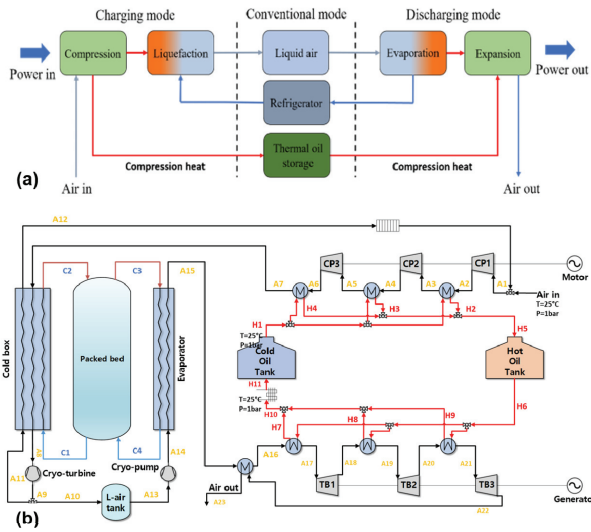 Charging mode
Conventional mode
Discharging mode
Power in
Compression
Liquefaction
Liquid air
Evaporation
Expansion
Power out
Refrigerator
Thermal oil
storage
Compression heat
Compression heat
(a)
Air in
Air out
A12
C2
C3
A15
A7
A6
CP3
A5
A4
CP2
A3
A2
CP1
A1
Motor
Air in
T=25°C
P=1bar
H4
H3
H2
H1
H5
T=25°C
P=1bar
Cold
Oil
Tank
Hot
Oil
Tank
Cold box
Packed bed
Evaporator
H11
T=25°C
P=1bar
H10
H6
H7
H8
H9
C1
C4
A8
A14
A11
Cryo-turbine
Cryo-pump
A9
A10
L-air
tank
A13
A16
A17
A18
A19
A20
A21
TB1
TB2
TB3
Air out
A23
A22
Generator
(b)